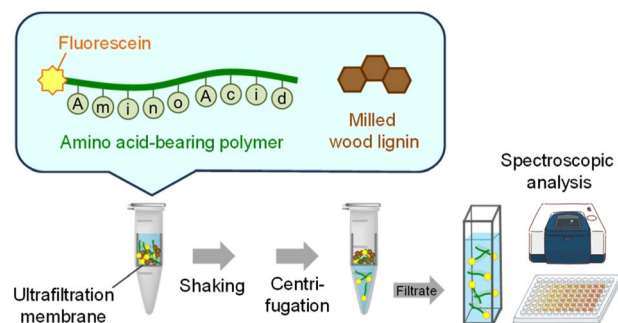 Fluorescein
A m i n o A c i d
Amino acid-bearing polymer
Milled
wood lignin
Spectroscopic
analysis
Ultrafiltration
membrane
Shaking
Centri-
fugation
Filtrate